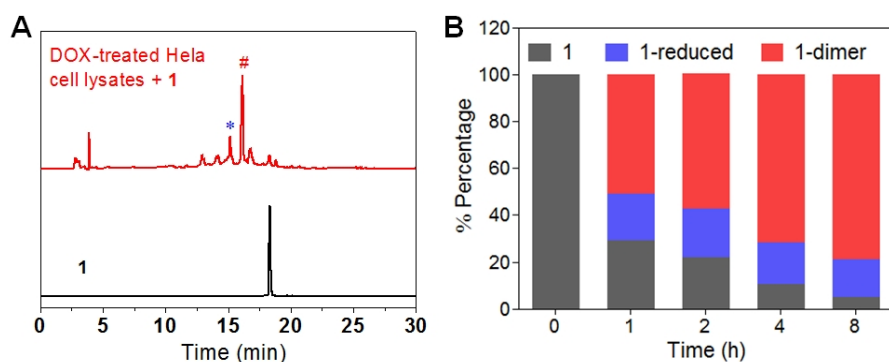 A
DOX-treated Hela
cell lysates + 1
#
*
1
0 5 10 15 20 25 30
Time (min)
B
1 1-reduced 1-dimer
120
100
80
60
40
20
0
% Percentage
0 1 2 4 8
Time (h)